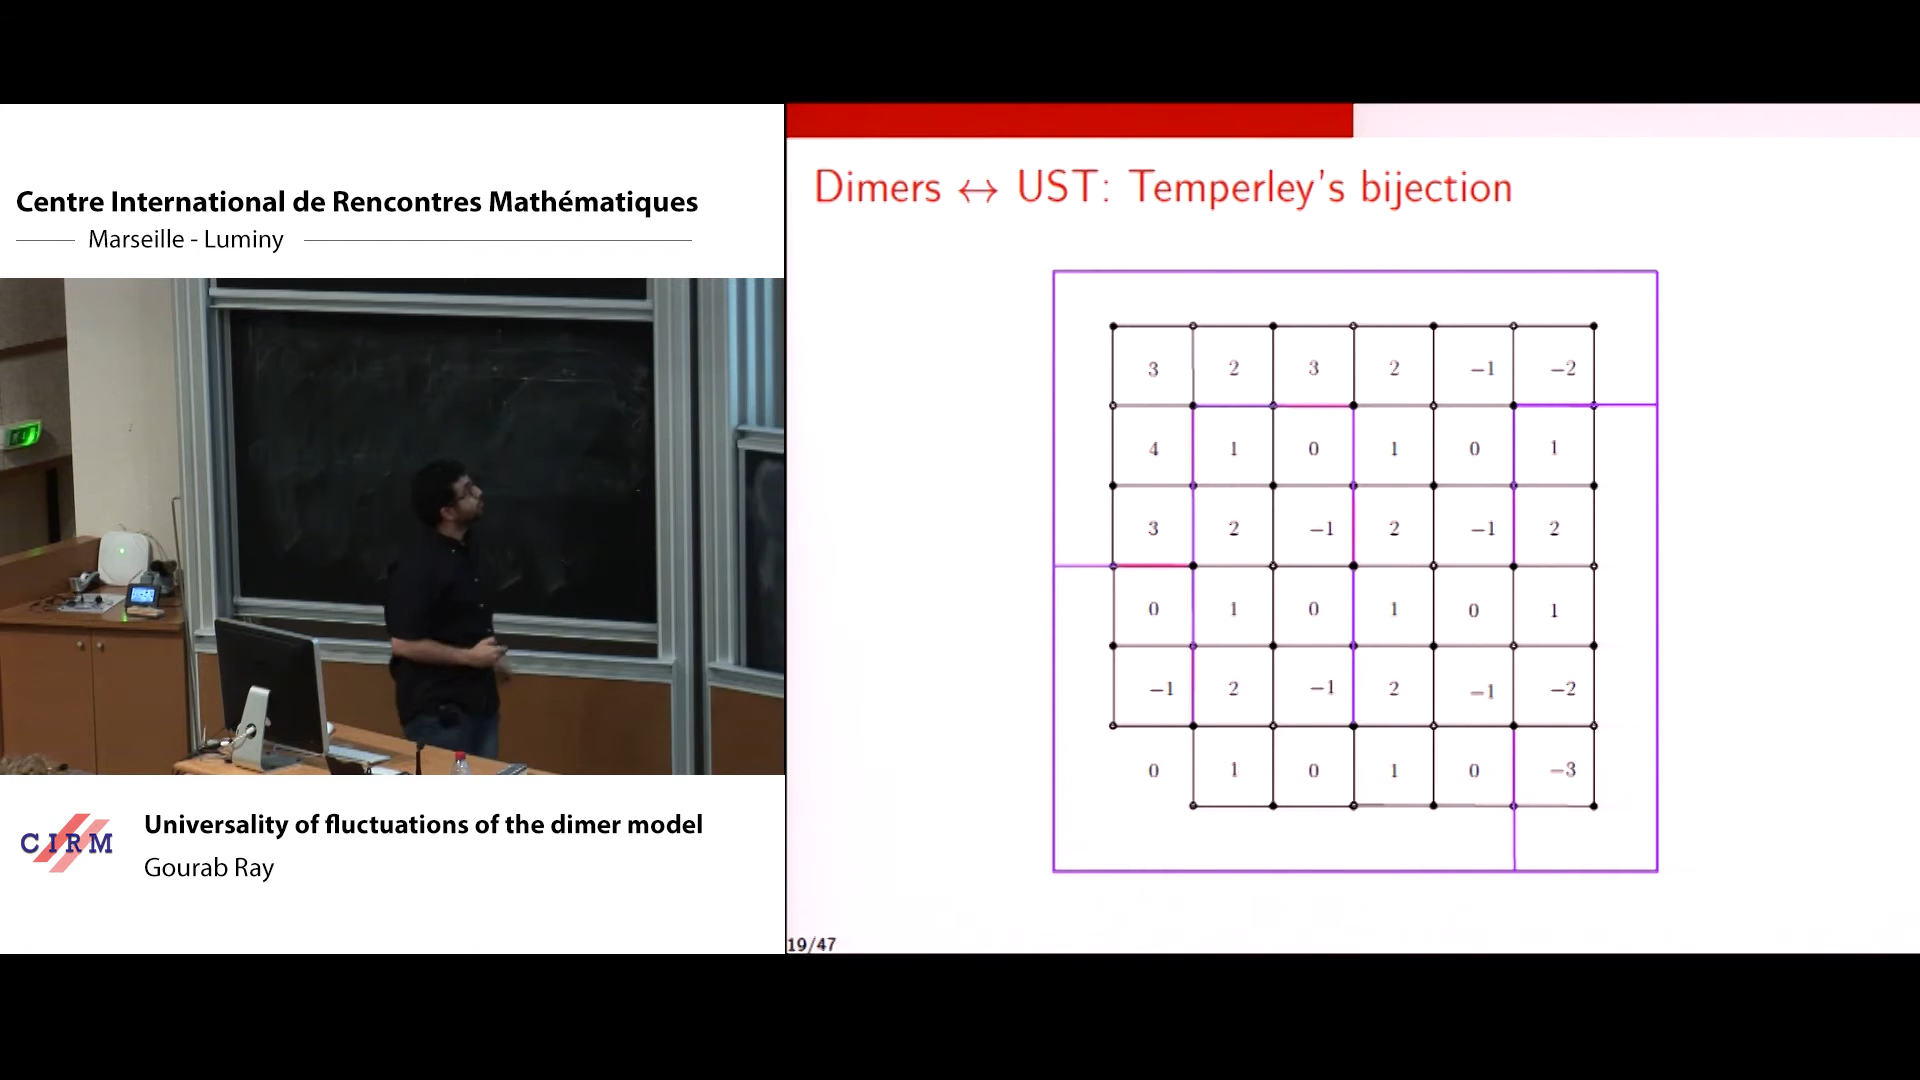 Centre International de Rencontres Mathématiques
Marseille - Luminy
CIRM
Universality of fluctuations of the dimer model
Gourab Ray
Dimers ↔ UST: Temperley's bijection
3 2 3 2 −1 −2
4 1 0 1 0 1
3 2 −1 2 −1 2
0 1 0 1 0 1
−1 2 −1 2 −1 −2
0 1 0 1 0 −3
19/47